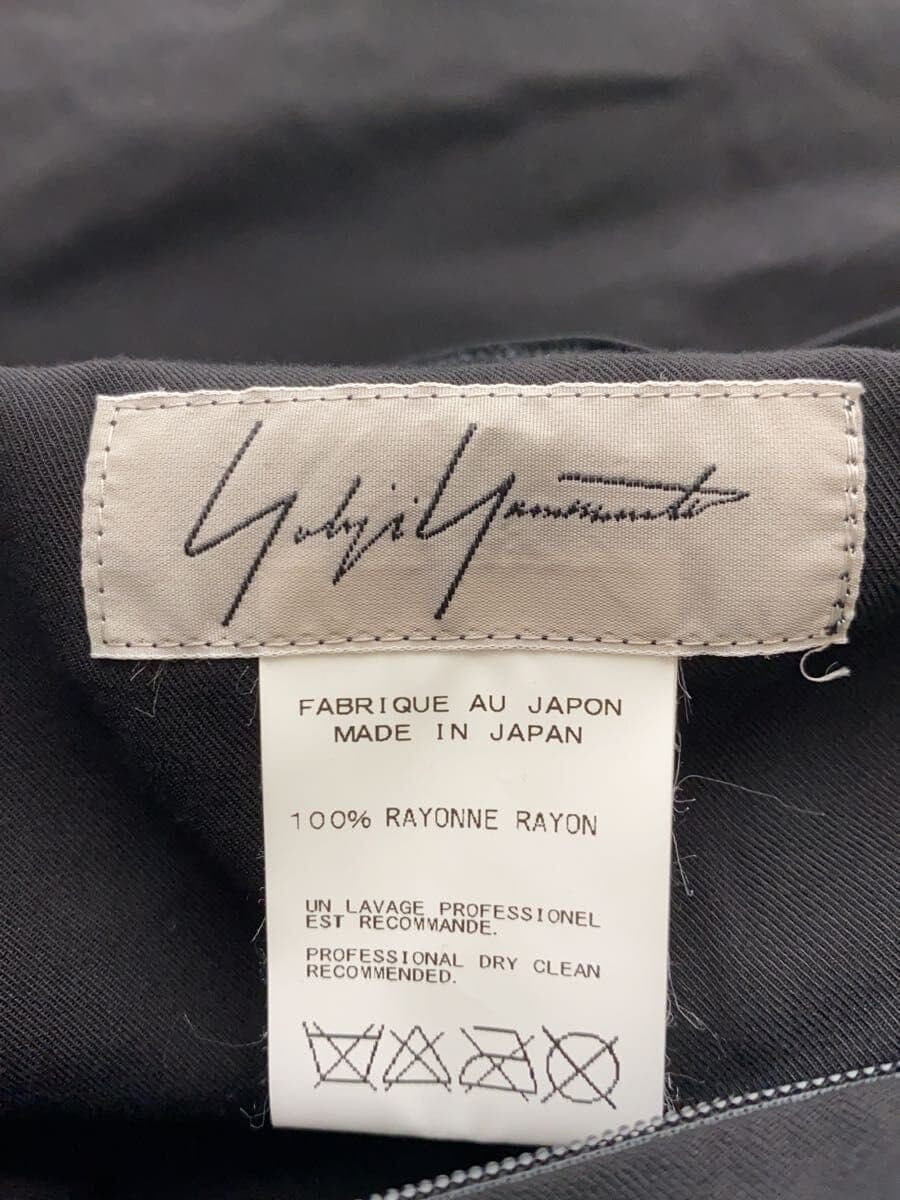 Yohji Yamamoto
FABRIQUE AU JAPON
MADE IN JAPAN
100% RAYONNE RAYON
UN LAVAGE PROFESSIONEL
EST RECOMMANDE.
PROFESSIONAL DRY CLEAN
RECOMMENDED.